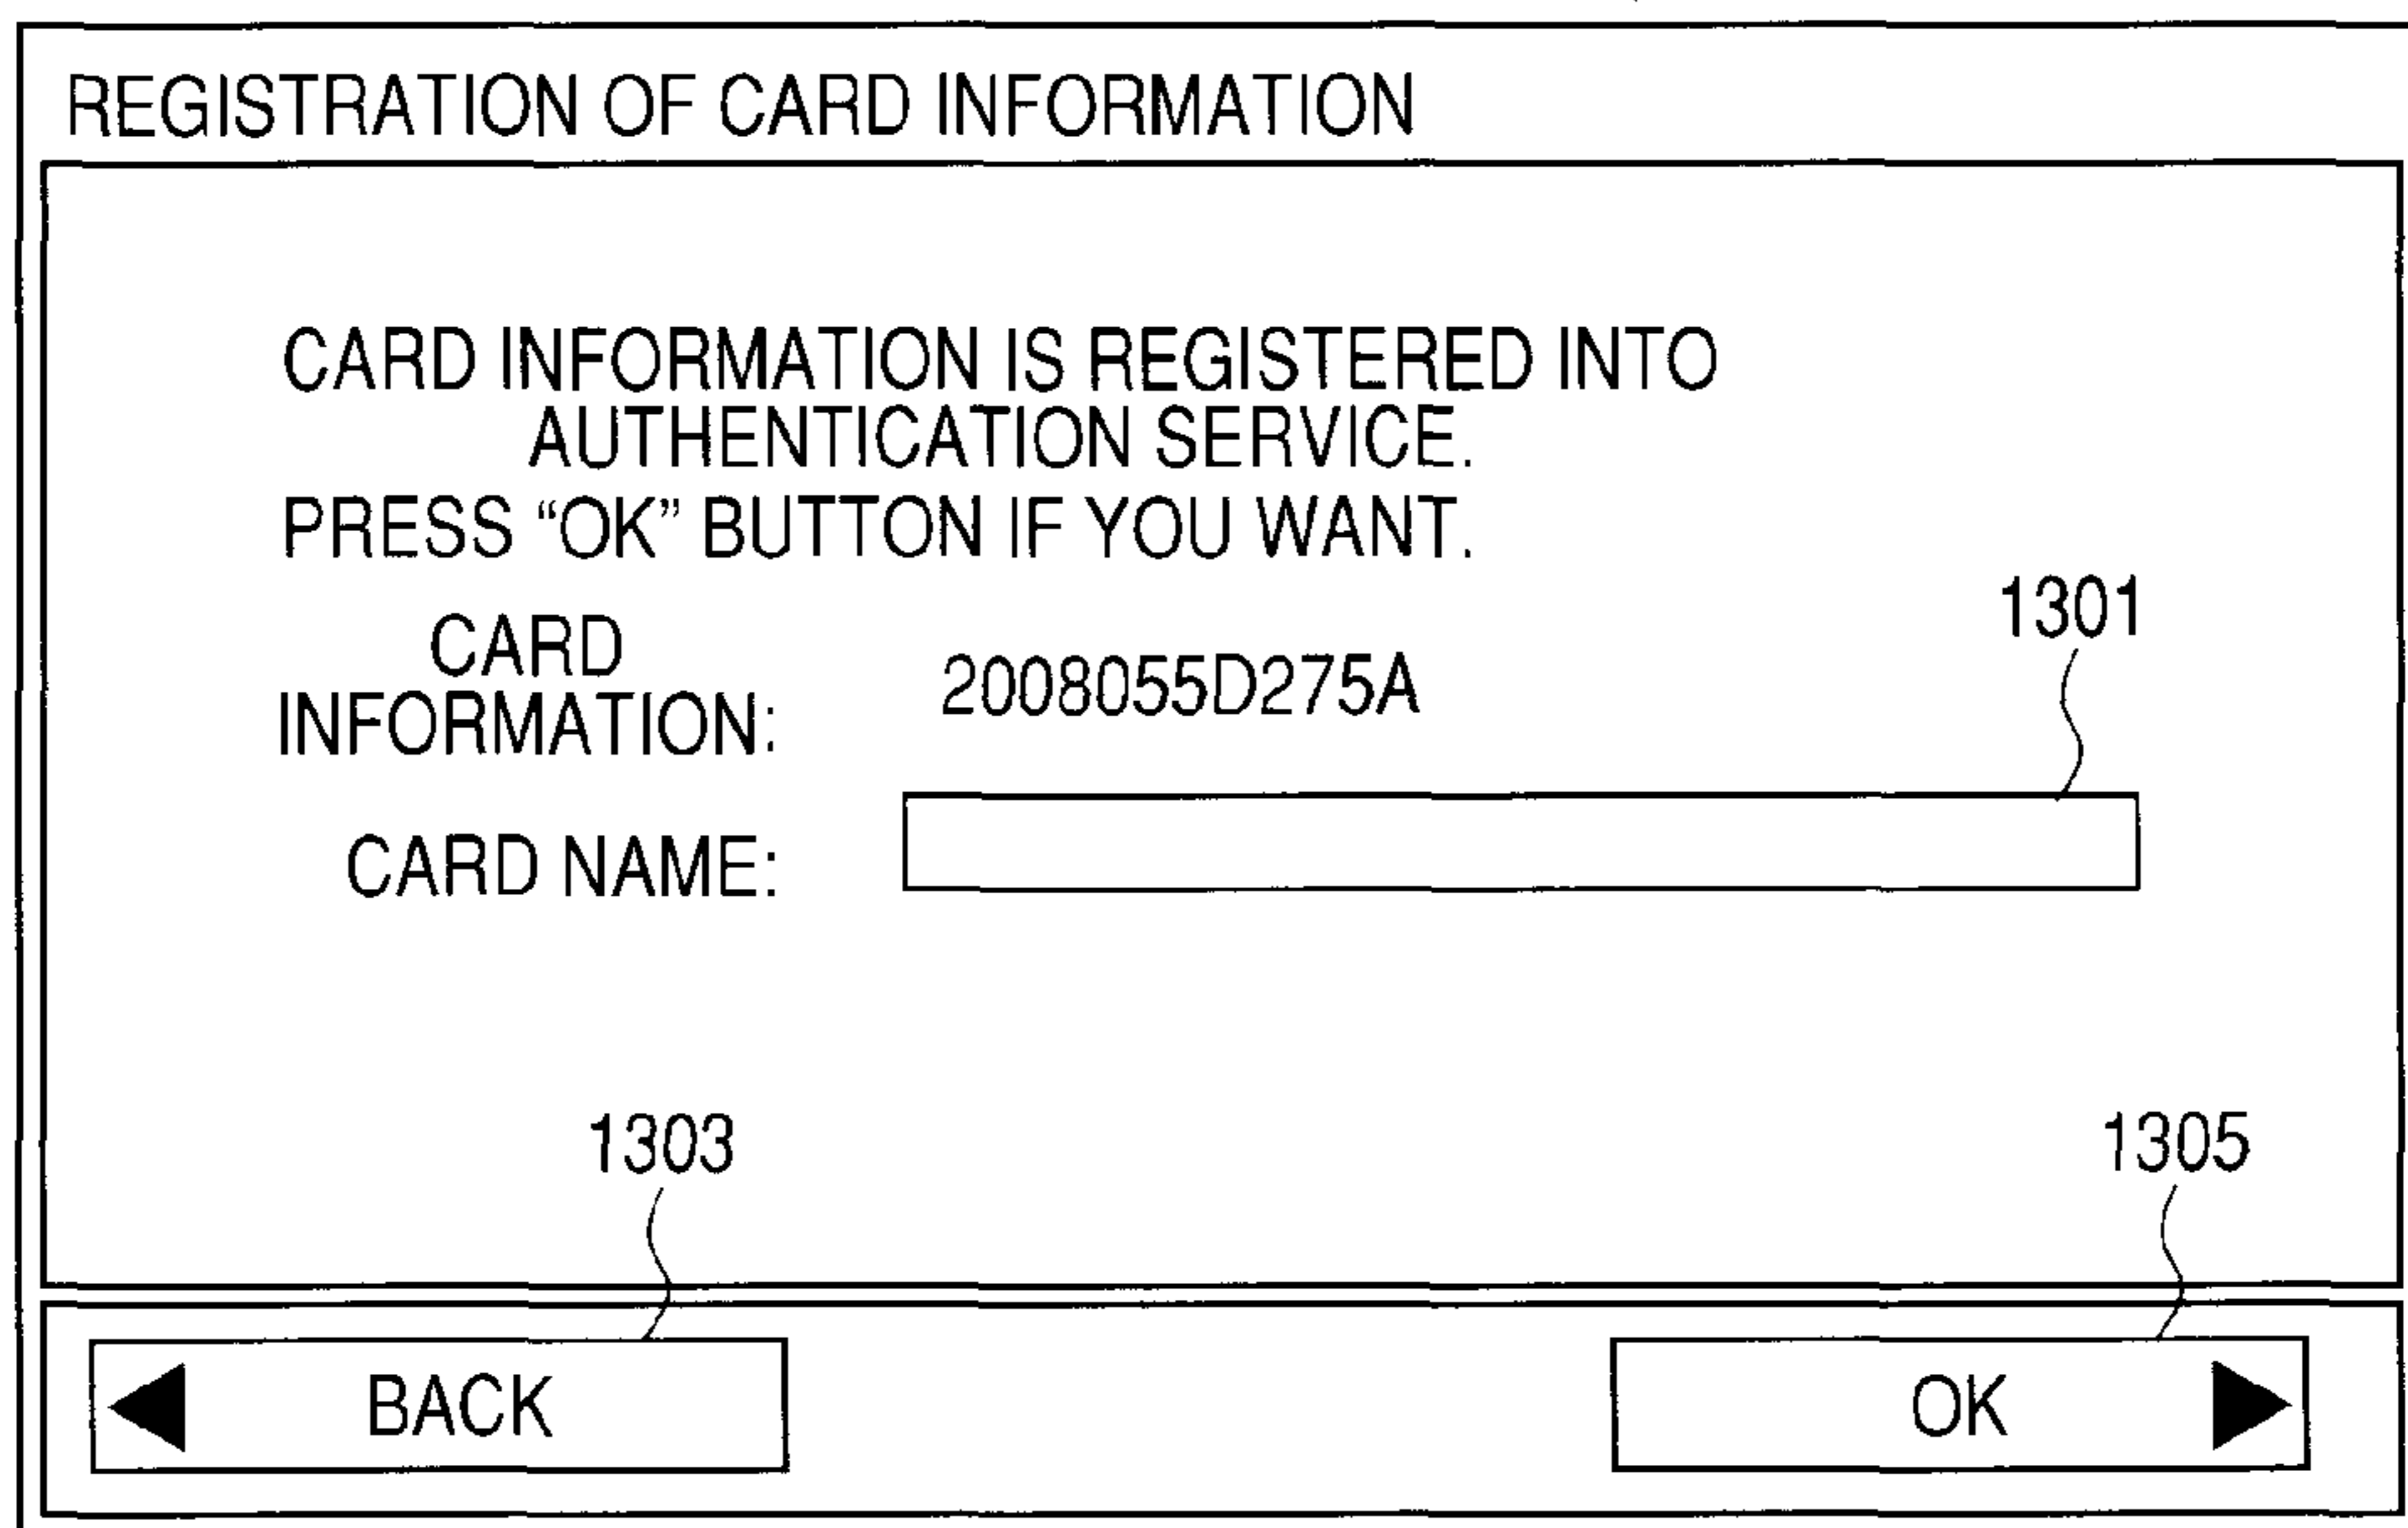 REGISTRATION OF CARD INFORMATION
CARD INFORMATION IS REGISTERED INTO
AUTHENTICATION SERVICE.
PRESS “OK” BUTTON IF YOU WANT.
1301
CARD
INFORMATION:
2008055D275A
CARD NAME:
1303
1305
BACK
OK